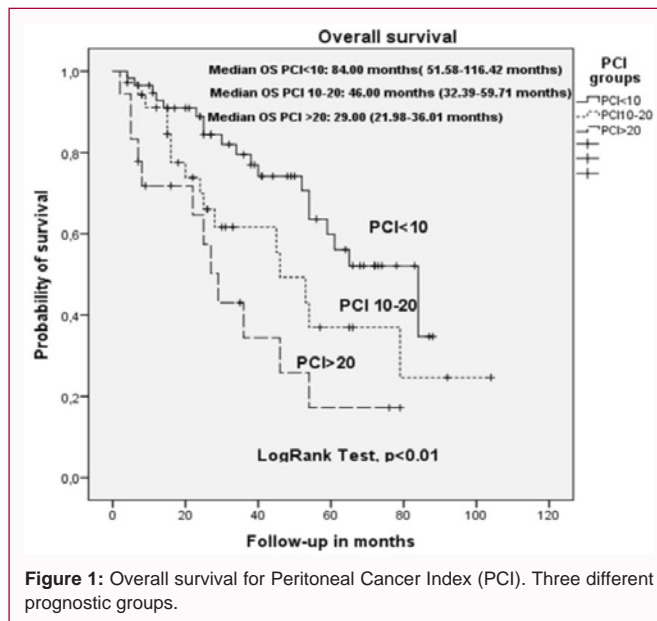 Overall survival
Median OS PCI<10: 84.00 months( 51.58-116.42 months)
Median OS PCI 10-20: 46.00 months (32.39-59.71 months)
Median OS PCI >20: 29.00 (21.98-36.01 months)
PCI
groups
PCI<10
PCI10-20
PCI>20
Probability of survival
1,0
0,8
0,6
0,4
0,2
0,0
PCI<10
PCI 10-20
PCI>20
LogRank Test, p<0.01
0 20 40 60 80 100 120
Follow-up in months
Figure 1: Overall survival for Peritoneal Cancer Index (PCI). Three different
prognostic groups.